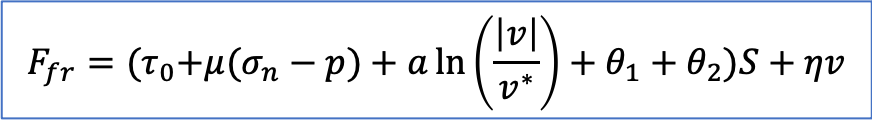 F_{fr} = (τ_0+μ(σ_n − p) + a ln(|v|/v*) + θ_1 + θ_2)S + ηv